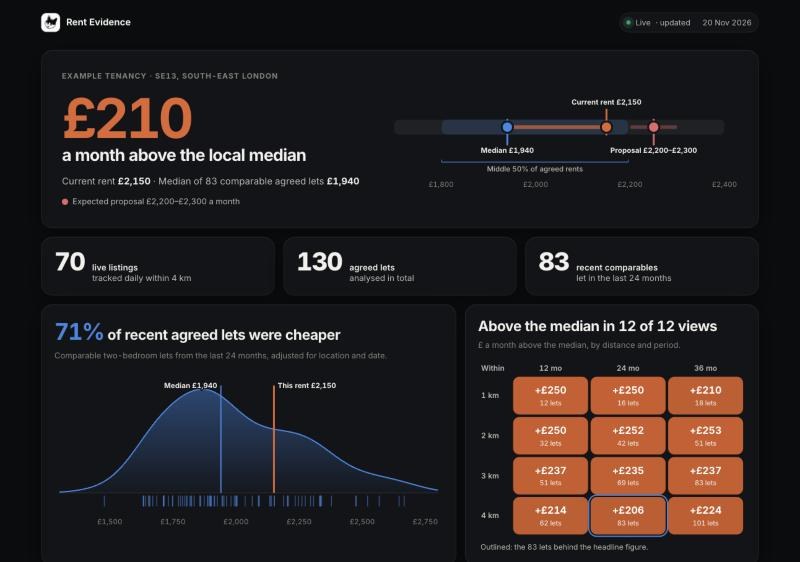 Rent Evidence
Live · updated 20 Nov 2026
EXAMPLE TENANCY · SE13, SOUTH-EAST LONDON
£210
a month above the local median
Current rent £2,150 · Median of 83 comparable agreed lets £1,940
Expected proposal £2,200–£2,300 a month
Current rent £2,150
Median £1,940
Proposal £2,200–£2,300
Middle 50% of agreed rents
£1,800 £2,000 £2,200 £2,400
70 live listings
tracked daily within 4 km
130 agreed lets
analysed in total
83 recent comparables
let in the last 24 months
71% of recent agreed lets were cheaper
Comparable two-bedroom lets from the last 24 months, adjusted for location and date.
Median £1,940
This rent £2,150
£1,500 £1,750 £2,000 £2,250 £2,500 £2,750
Above the median in 12 of 12 views
£ a month above the median, by distance and period.
Within 12 mo 24 mo 36 mo
1 km +£250 +£250 +£210
12 lets 16 lets 18 lets
2 km +£250 +£252 +£253
32 lets 42 lets 51 lets
3 km +£237 +£235 +£237
51 lets 69 lets 83 lets
4 km +£214 +£206 +£224
62 lets 83 lets 101 lets
Outlined: the 83 lets behind the headline figure.